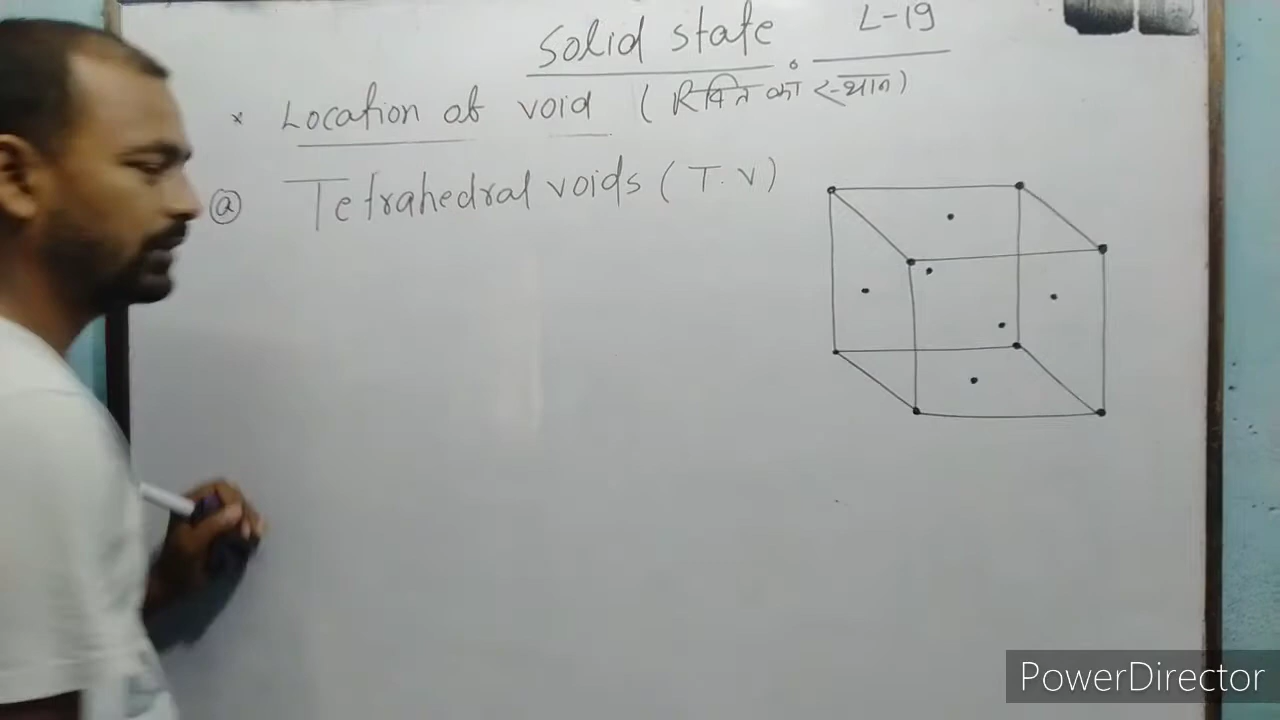 Solid state L-19
* Location of void (रिक्ति का स्थान)
(a) Tetrahedral voids (T.V)
PowerDirector